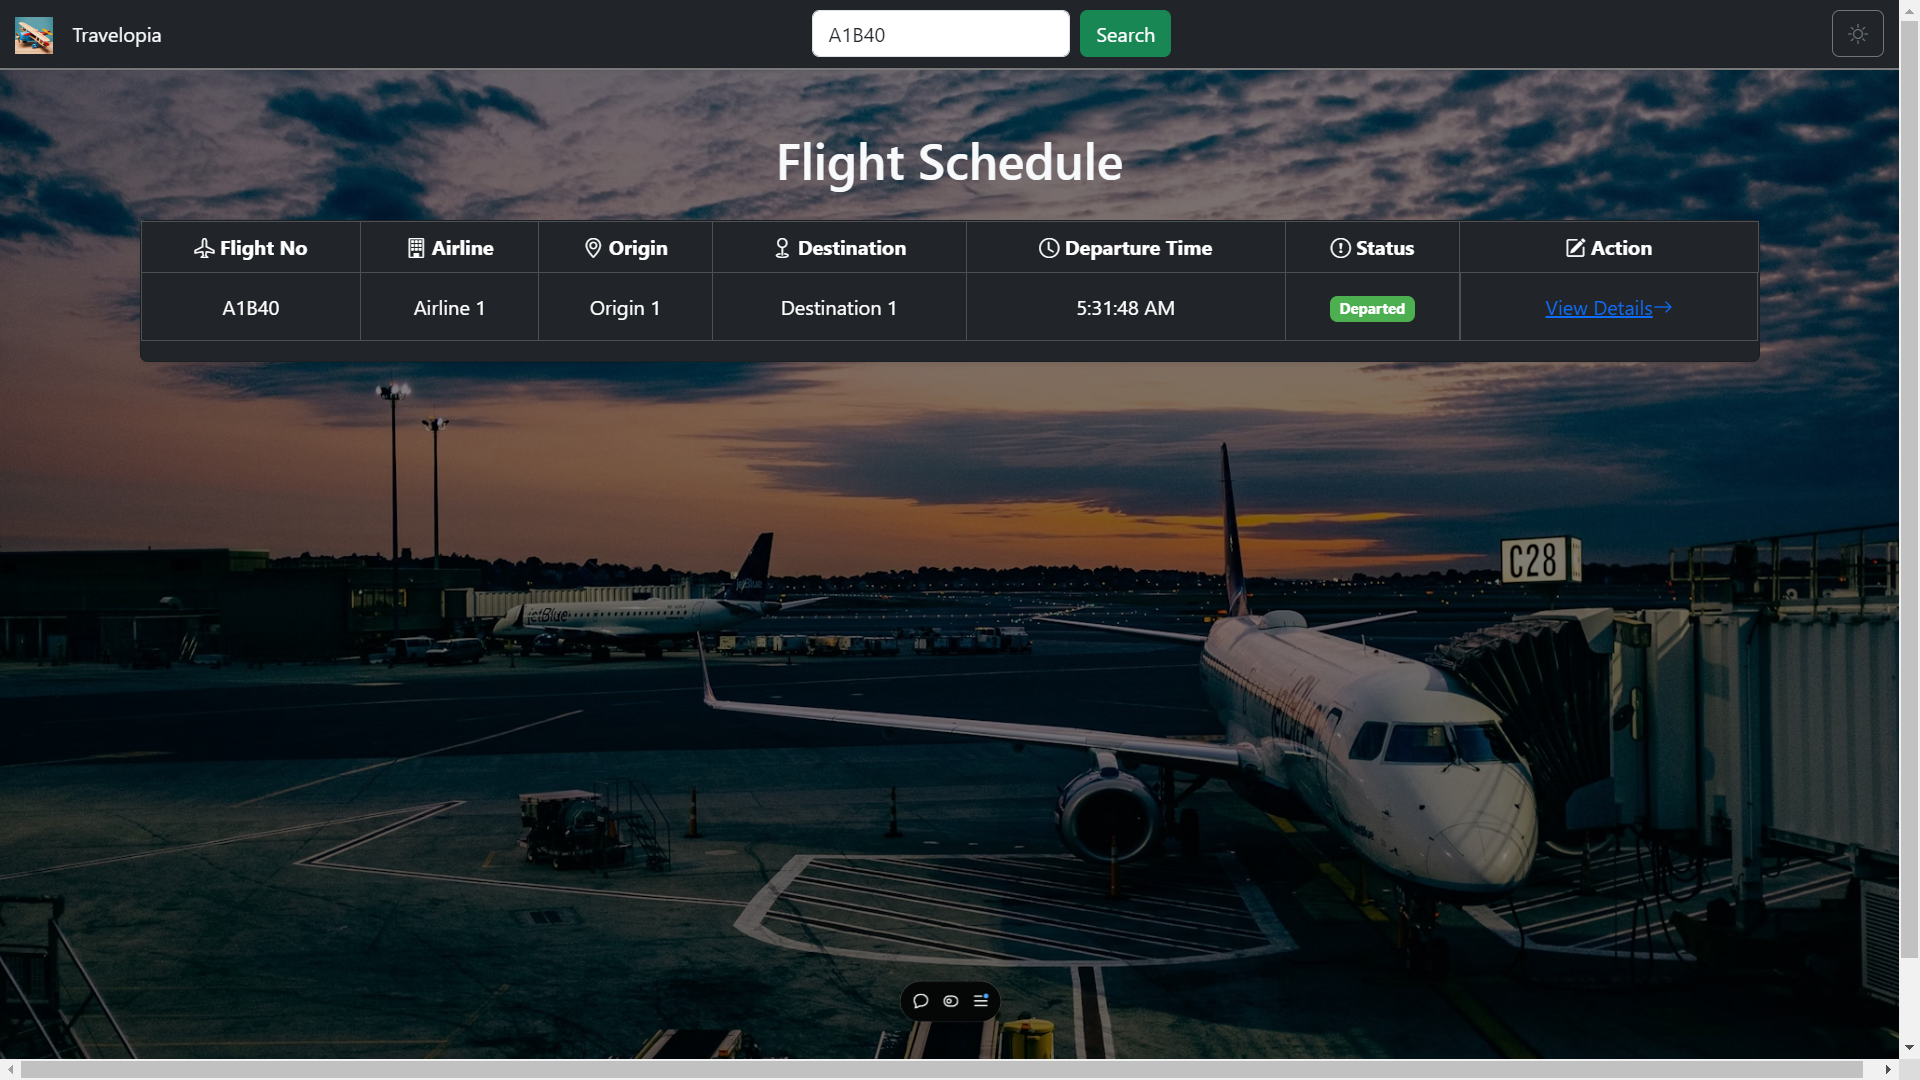 Travelopia
A1B40
Search
Flight Schedule
Flight No Airline Origin Destination Departure Time Status Action
A1B40 Airline 1 Origin 1 Destination 1 5:31:48 AM Departed View Details
C28
jetBlue
jetBlue